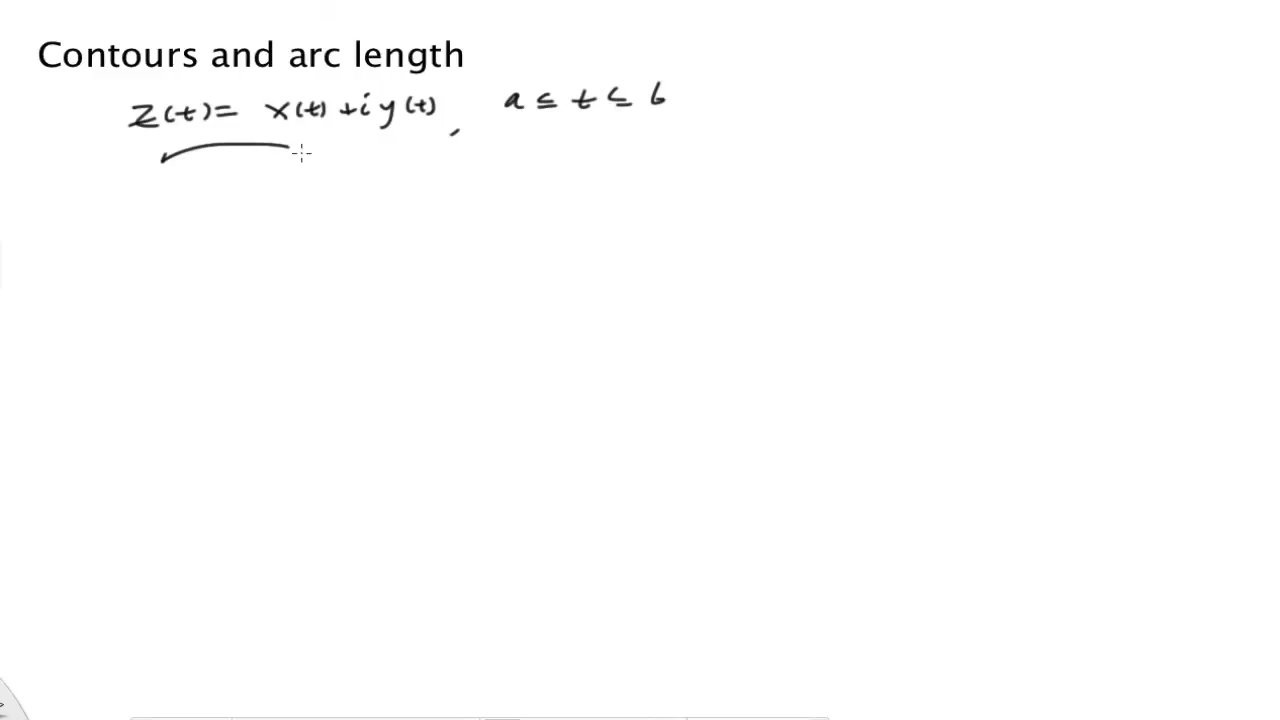 Contours and arc length
z(t) = x(t) + i y(t), a ≤ t ≤ b